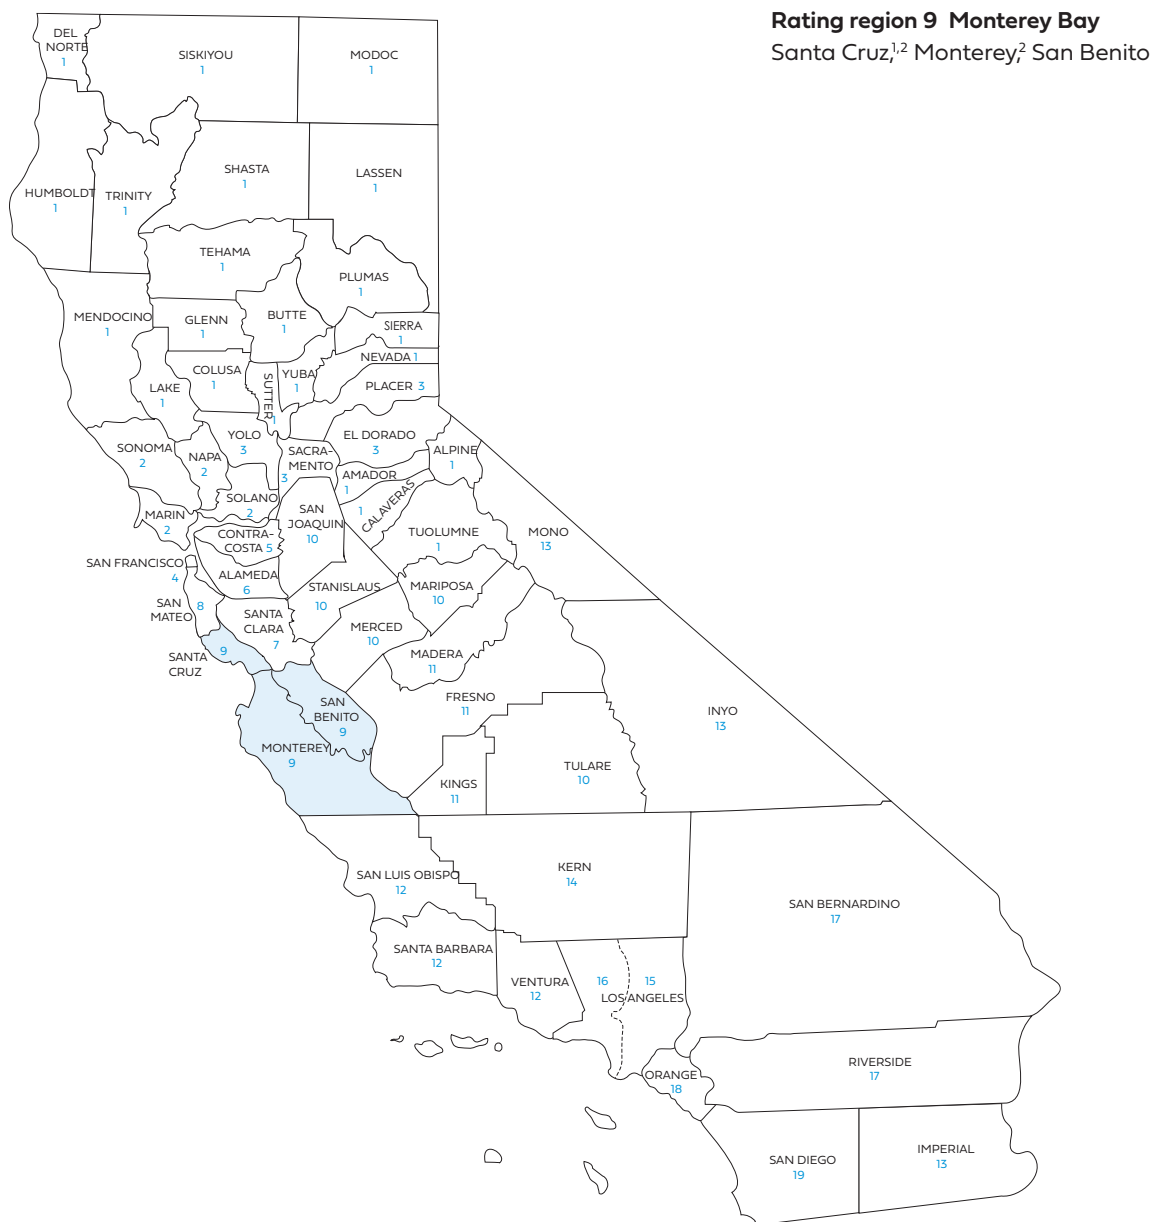 Rating region 9 Monterey Bay
Santa Cruz,1,2 Monterey,2 San Benito
DEL
NORTE
1
SISKIYOU
1
MODOC
1
HUMBOLDT
1
TRINITY
1
SHASTA
1
LASSEN
1
TEHAMA
1
PLUMAS
1
MENDOCINO
1
GLENN
1
BUTTE
1
SIERRA
1
NEVADA 1
COLUSA
1
SUTTER
1
YUBA
1
PLACER 3
LAKE
1
SONOMA
2
NAPA
2
YOLO
3
SACRA-
MENTO
3
EL DORADO
3
ALPINE
1
AMADOR
1
CALAVERAS
1
SOLANO
2
MARIN
2
SAN
JOAQUIN
10
CONTRA-
COSTA 5
TUOLUMNE
1
MONO
13
SAN FRANCISCO
4
ALAMEDA
6
STANISLAUS
10
MARIPOSA
10
SAN
MATEO
8
SANTA
CLARA
7
MERCED
10
SANTA
CRUZ
9
MADERA
11
SAN
BENITO
9
FRESNO
11
INYO
13
MONTEREY
9
KINGS
11
TULARE
10
SAN LUIS OBISPO
12
KERN
14
SAN BERNARDINO
17
SANTA BARBARA
12
VENTURA
12
16
15
LOS ANGELES
ORANGE
18
RIVERSIDE
17
SAN DIEGO
19
IMPERIAL
13